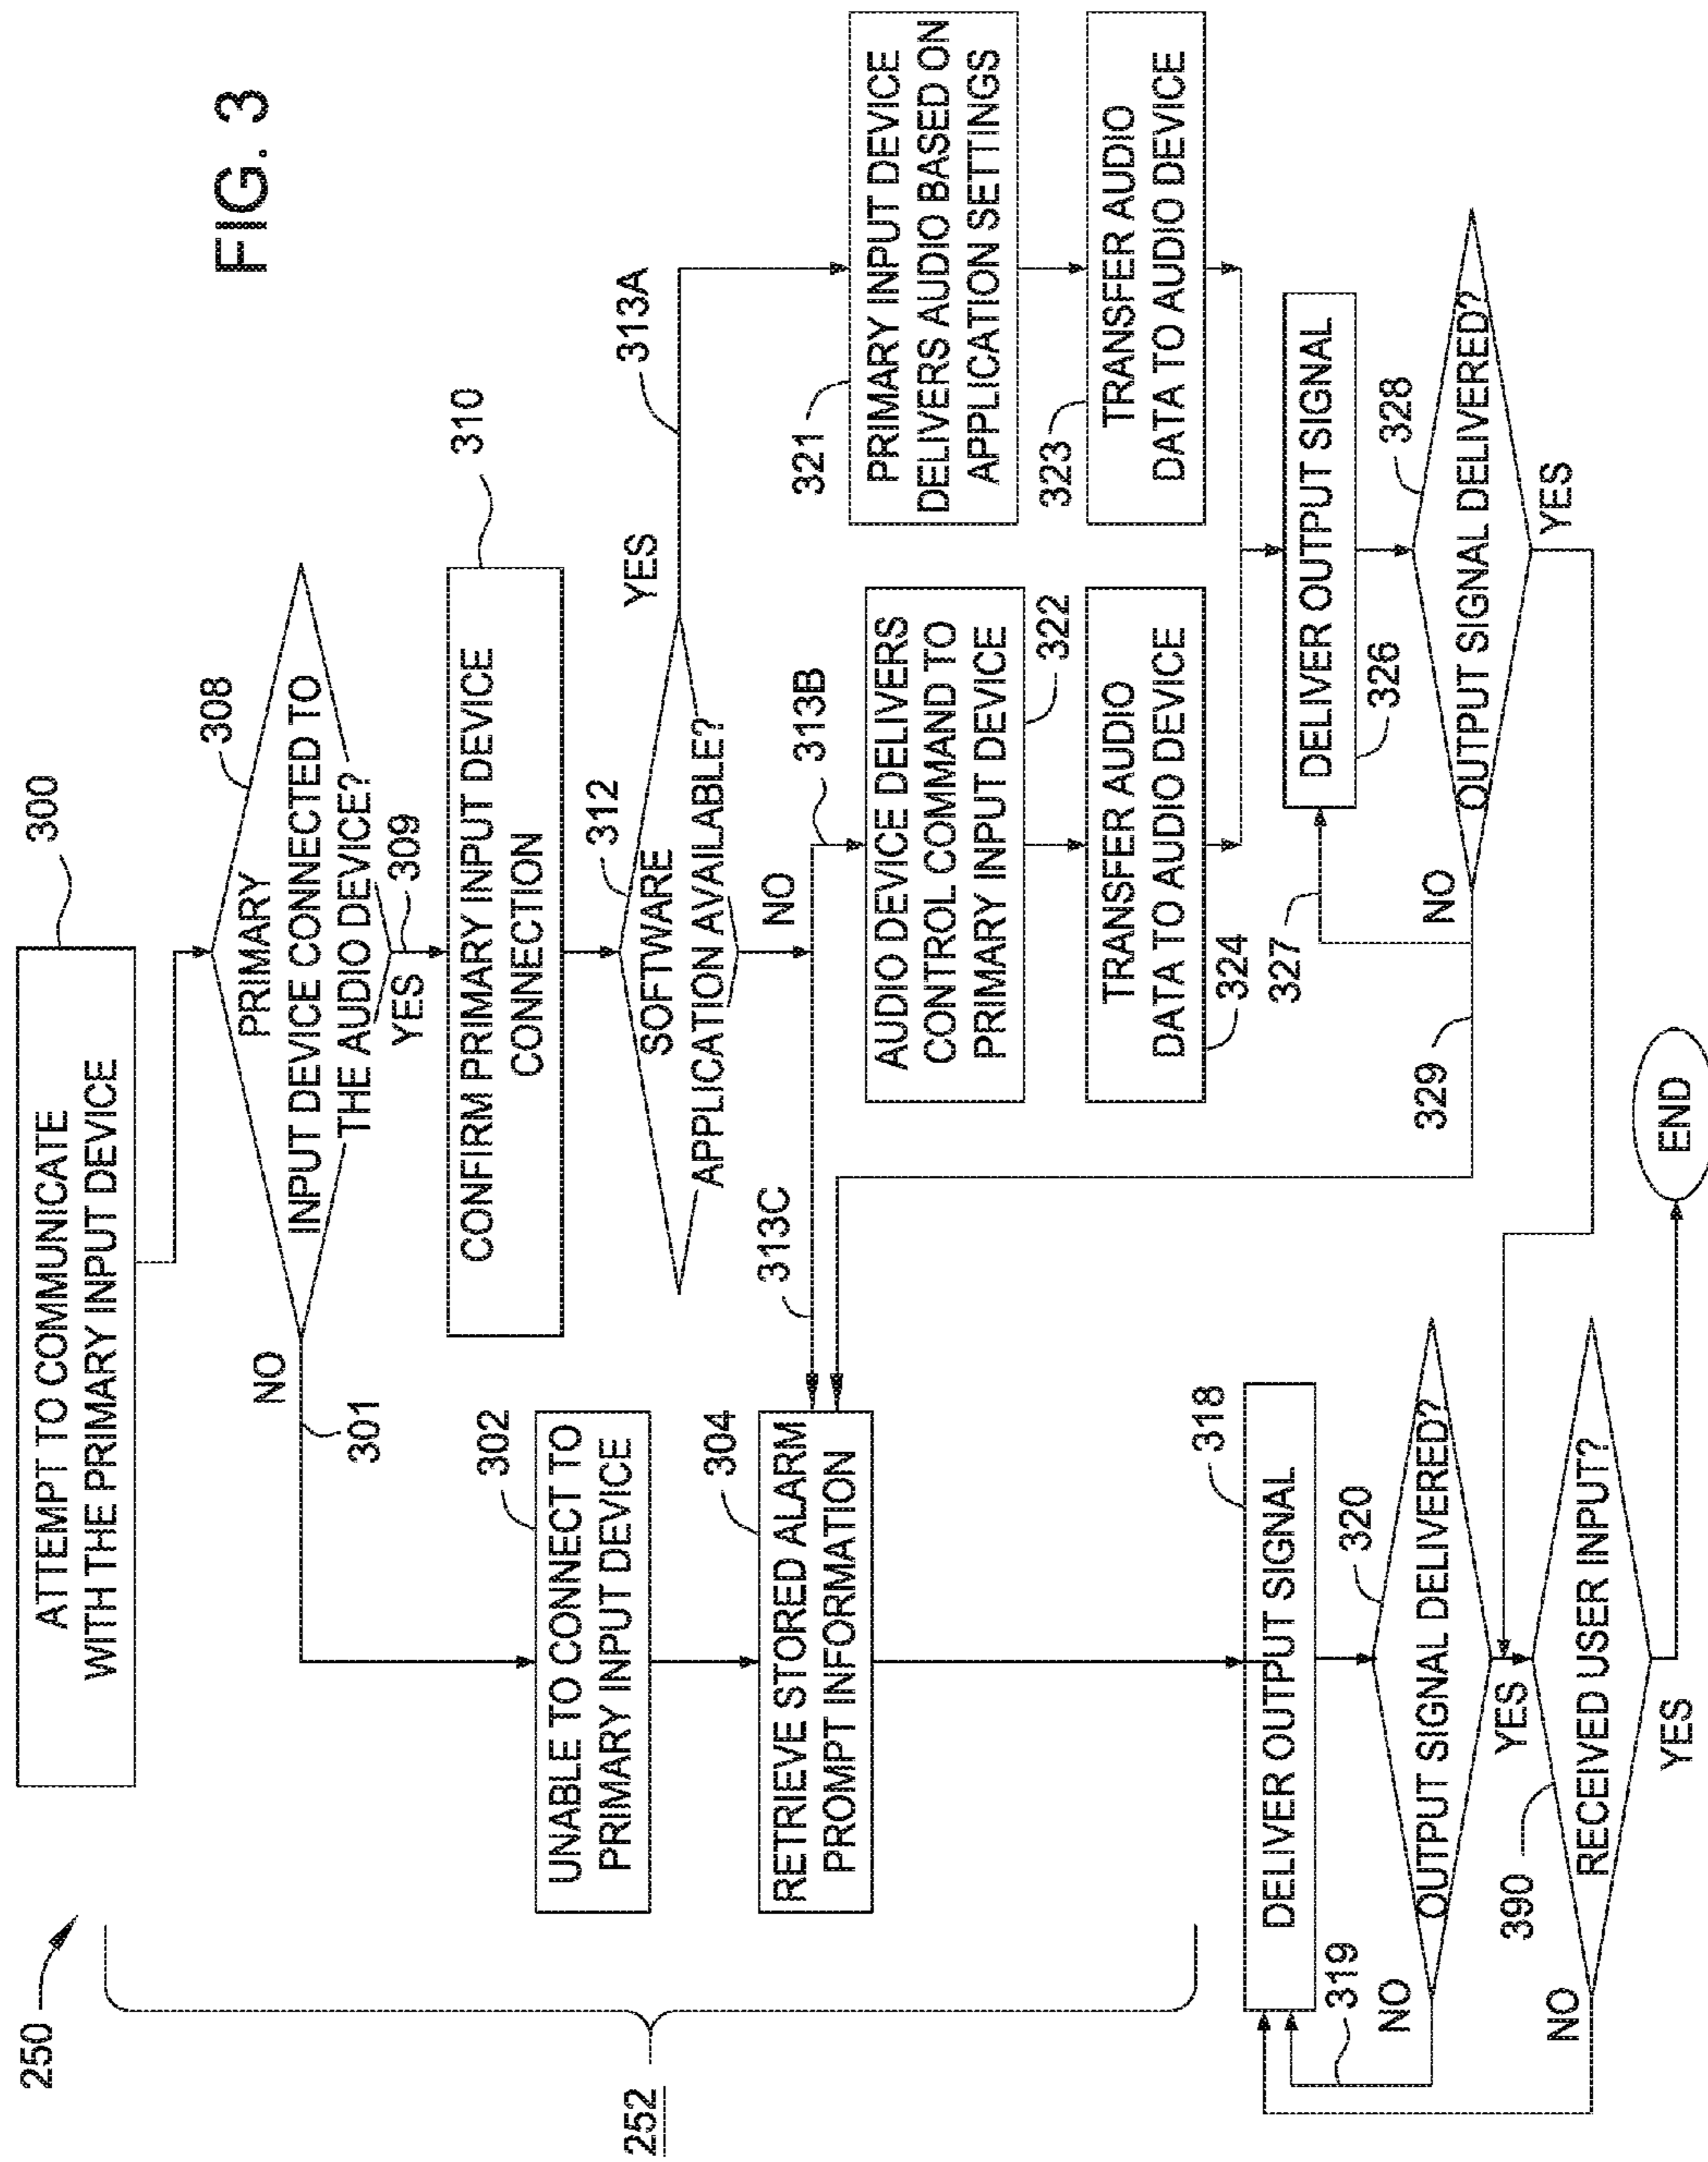 FIG. 3
250
252
300
ATTEMPT TO COMMUNICATE
WITH THE PRIMARY INPUT DEVICE
308
PRIMARY
INPUT DEVICE CONNECTED TO
THE AUDIO DEVICE?
NO
301
YES
309
310
CONFIRM PRIMARY INPUT DEVICE
CONNECTION
302
UNABLE TO CONNECT TO
PRIMARY INPUT DEVICE
312
SOFTWARE
APPLICATION AVAILABLE?
YES
313A
NO
313B
313C
304
RETRIEVE STORED ALARM
PROMPT INFORMATION
AUDIO DEVICE DELIVERS
CONTROL COMMAND TO
PRIMARY INPUT DEVICE
322
321
PRIMARY INPUT DEVICE
DELIVERS AUDIO BASED ON
APPLICATION SETTINGS
TRANSFER AUDIO
DATA TO AUDIO DEVICE
324
323
TRANSFER AUDIO
DATA TO AUDIO DEVICE
318
DELIVER OUTPUT SIGNAL
327
DELIVER OUTPUT SIGNAL
326
319
NO
320
OUTPUT SIGNAL DELIVERED?
YES
329
NO
328
OUTPUT SIGNAL DELIVERED?
YES
390
RECEIVED USER INPUT?
NO
YES
END